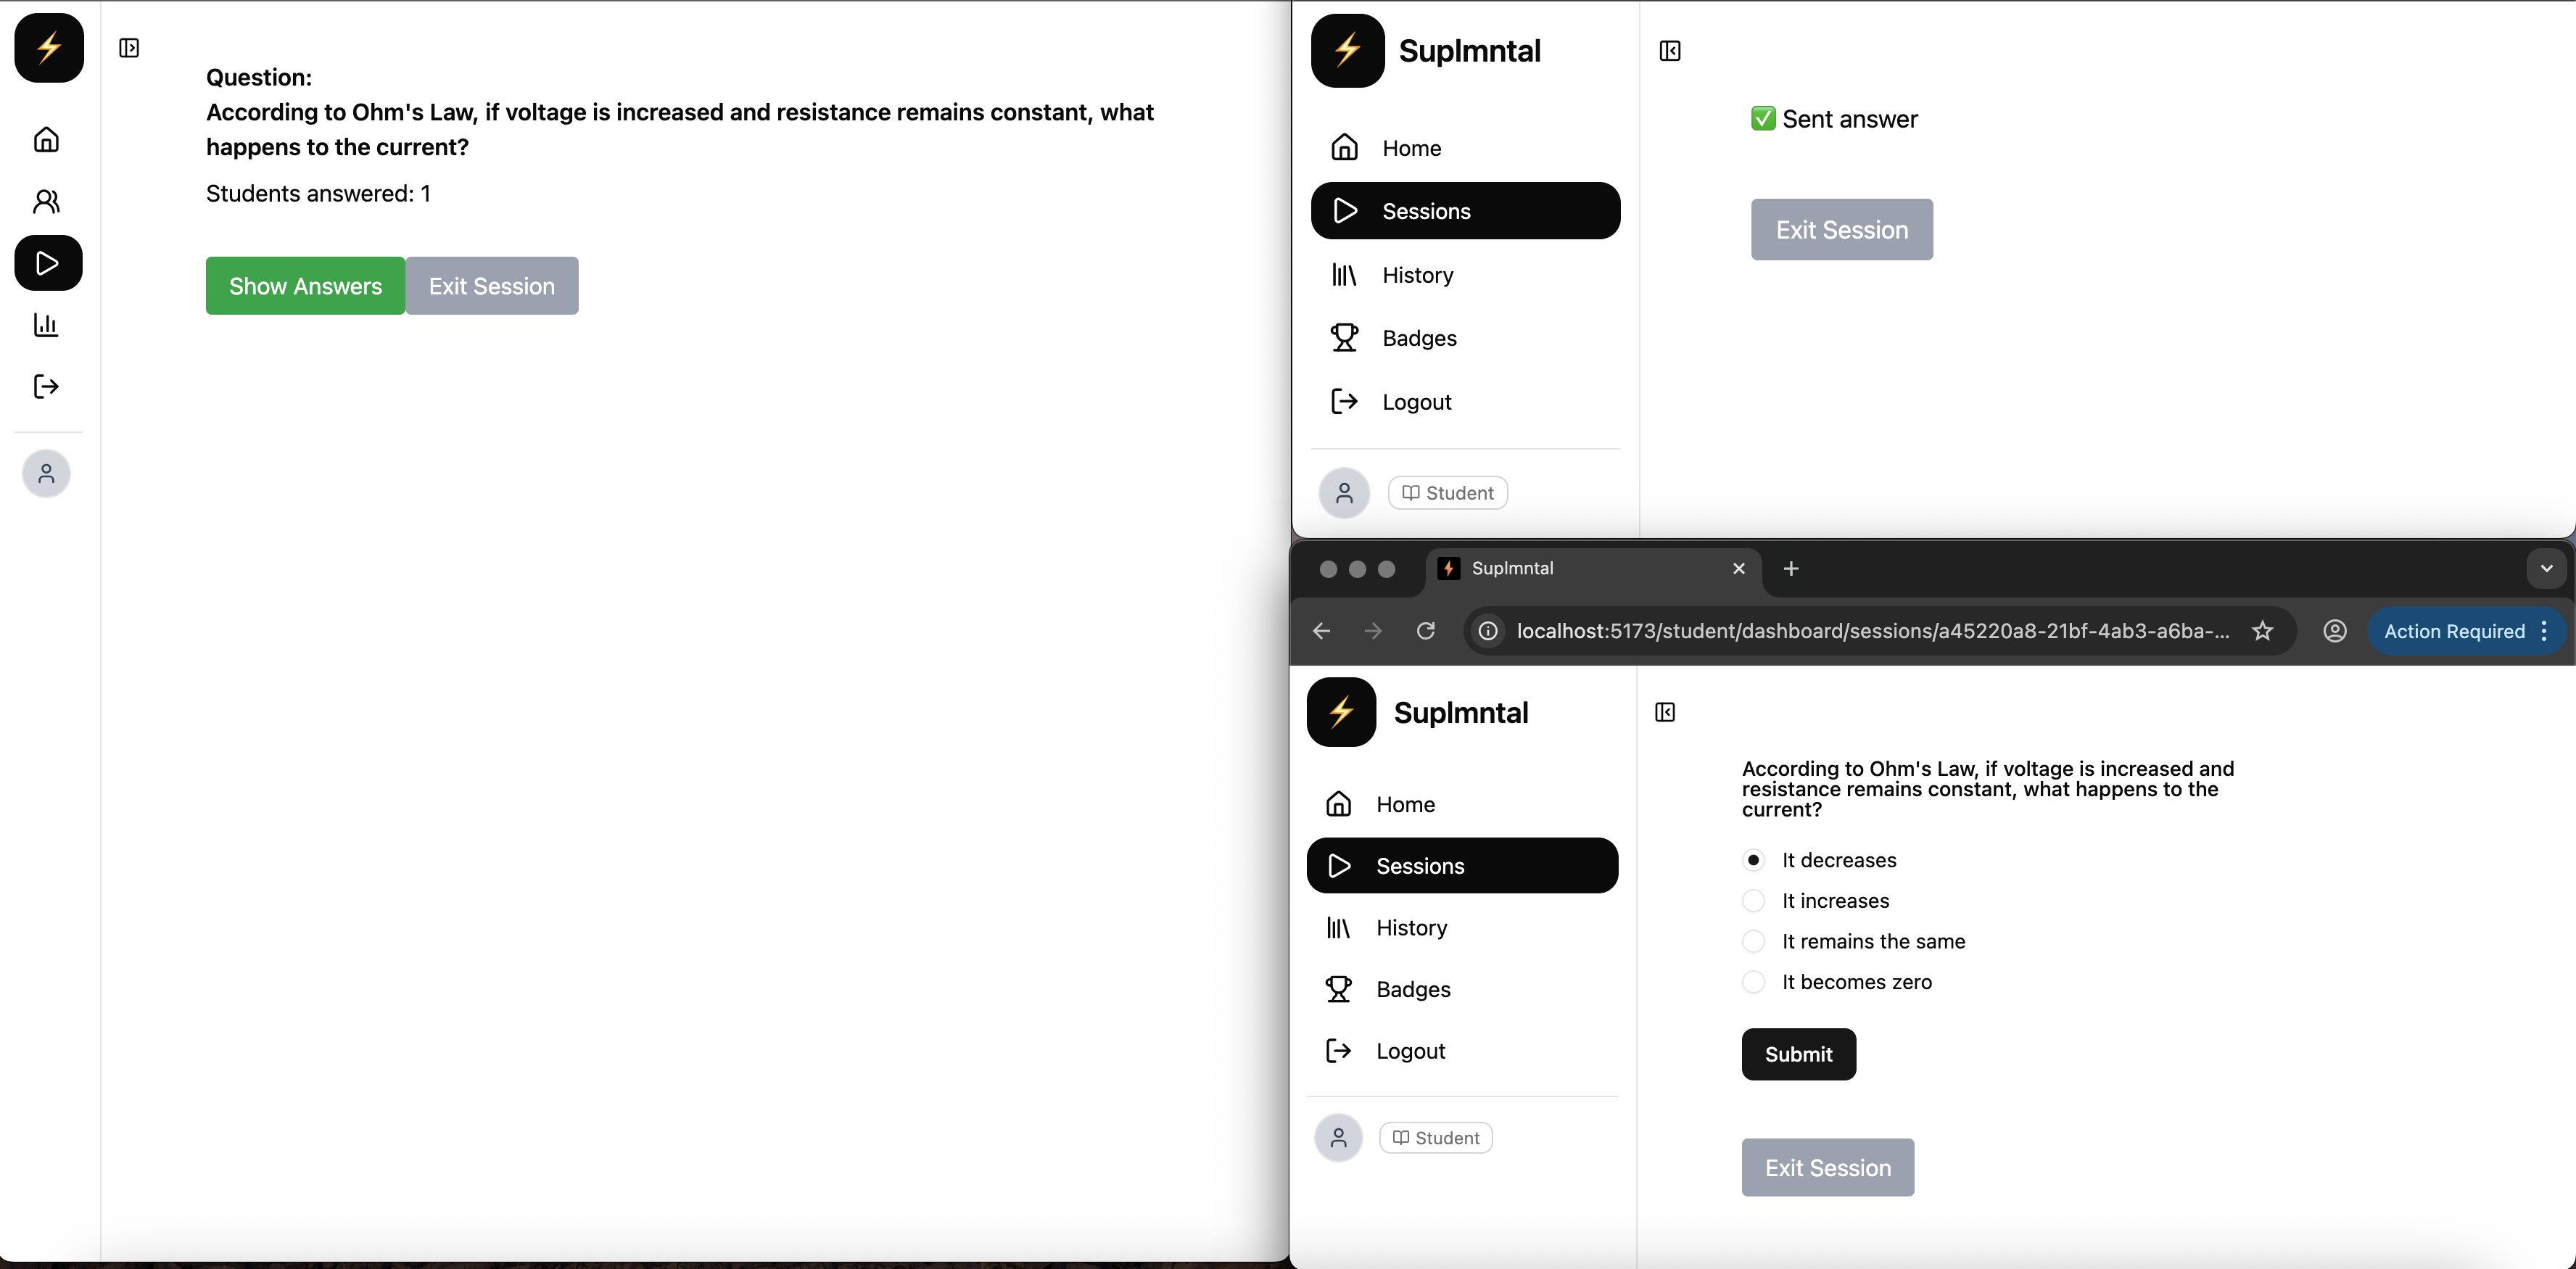 Question:
According to Ohm's Law, if voltage is increased and resistance remains constant, what
happens to the current?
Students answered: 1
Show Answers
Exit Session
Suplmntal
Home
Sessions
History
Badges
Logout
Student
✅ Sent answer
Exit Session
Suplmntal
localhost:5173/student/dashboard/sessions/a45220a8-21bf-4ab3-a6ba-...
Action Required
Suplmntal
Home
Sessions
History
Badges
Logout
Student
According to Ohm's Law, if voltage is increased and
resistance remains constant, what happens to the
current?
It decreases
It increases
It remains the same
It becomes zero
Submit
Exit Session